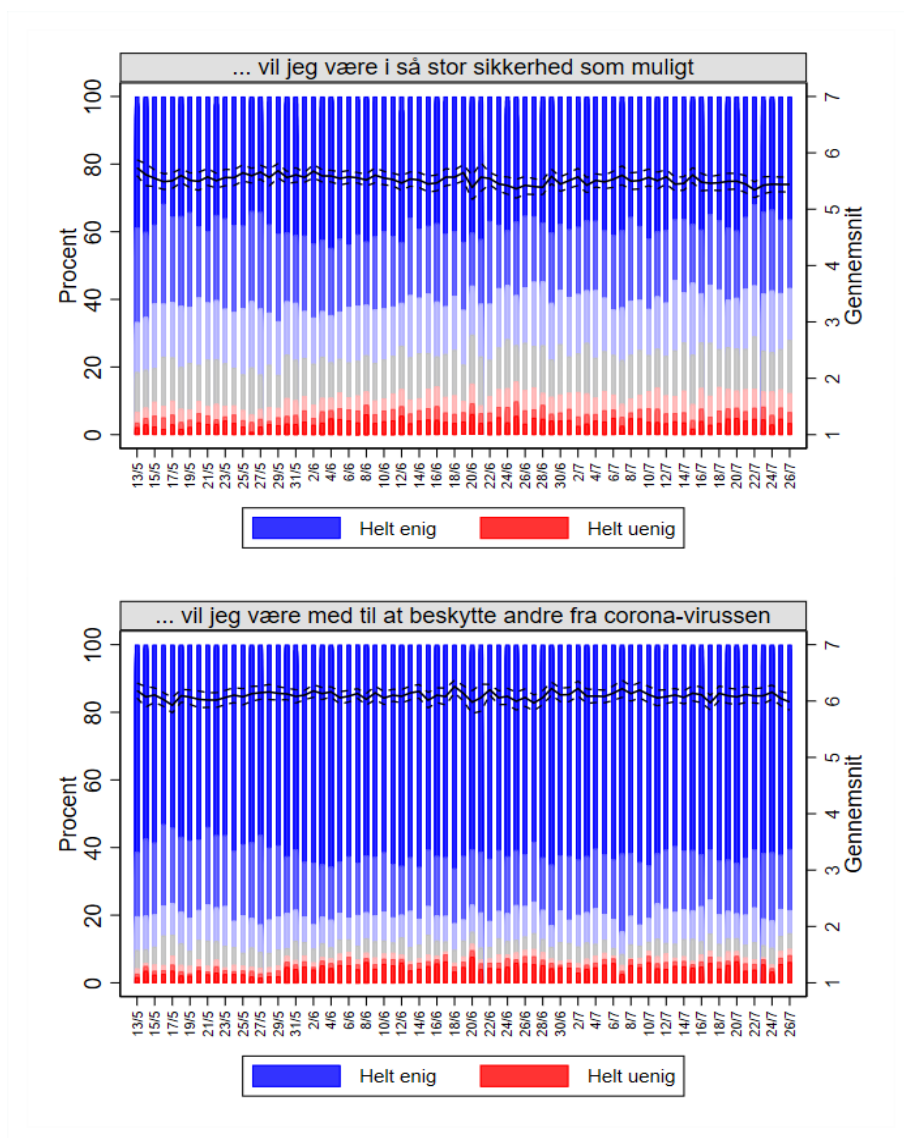 ... vil jeg være i så stor sikkerhed som muligt
100
80
60
40
20
0
Procent
7
6
5
4
3
2
1
Gennemsnit
13/5 15/5 17/5 19/5 21/5 23/5 25/5 27/5 29/5 31/5 2/6 4/6 6/6 8/6 10/6 12/6 14/6 16/6 18/6 20/6 22/6 24/6 26/6 28/6 30/6 2/7 4/7 6/7 8/7 10/7 12/7 14/7 16/7 18/7 20/7 22/7 24/7 26/7
Helt enig Helt uenig
... vil jeg være med til at beskytte andre fra corona-virussen
100
80
60
40
20
0
Procent
7
6
5
4
3
2
1
Gennemsnit
13/5 15/5 17/5 19/5 21/5 23/5 25/5 27/5 29/5 31/5 2/6 4/6 6/6 8/6 10/6 12/6 14/6 16/6 18/6 20/6 22/6 24/6 26/6 28/6 30/6 2/7 4/7 6/7 8/7 10/7 12/7 14/7 16/7 18/7 20/7 22/7 24/7 26/7
Helt enig Helt uenig